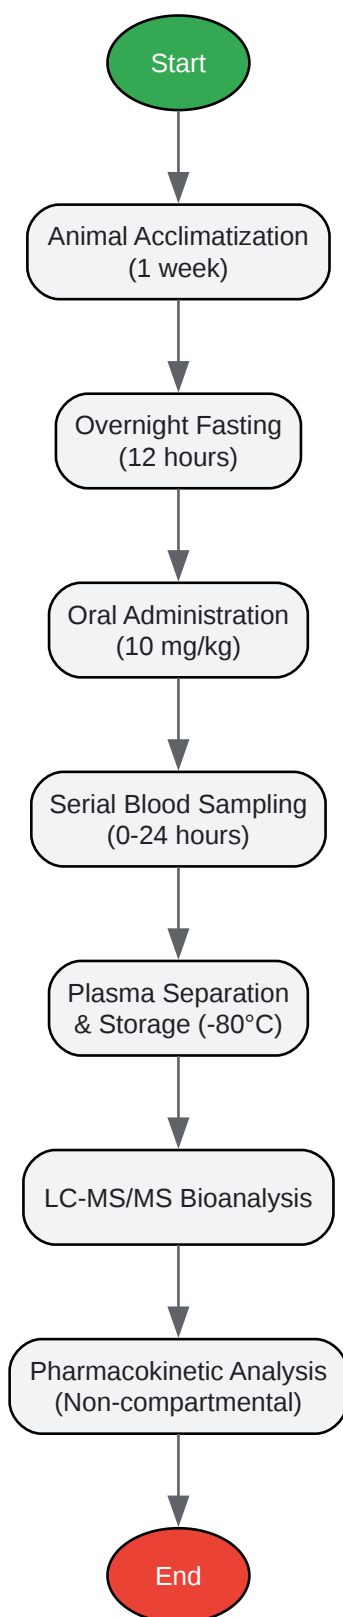 Start
Animal Acclimatization
(1 week)
Overnight Fasting
(12 hours)
Oral Administration
(10 mg/kg)
Serial Blood Sampling
(0-24 hours)
Plasma Separation
& Storage (-80°C)
LC-MS/MS Bioanalysis
Pharmacokinetic Analysis
(Non-compartmental)
End